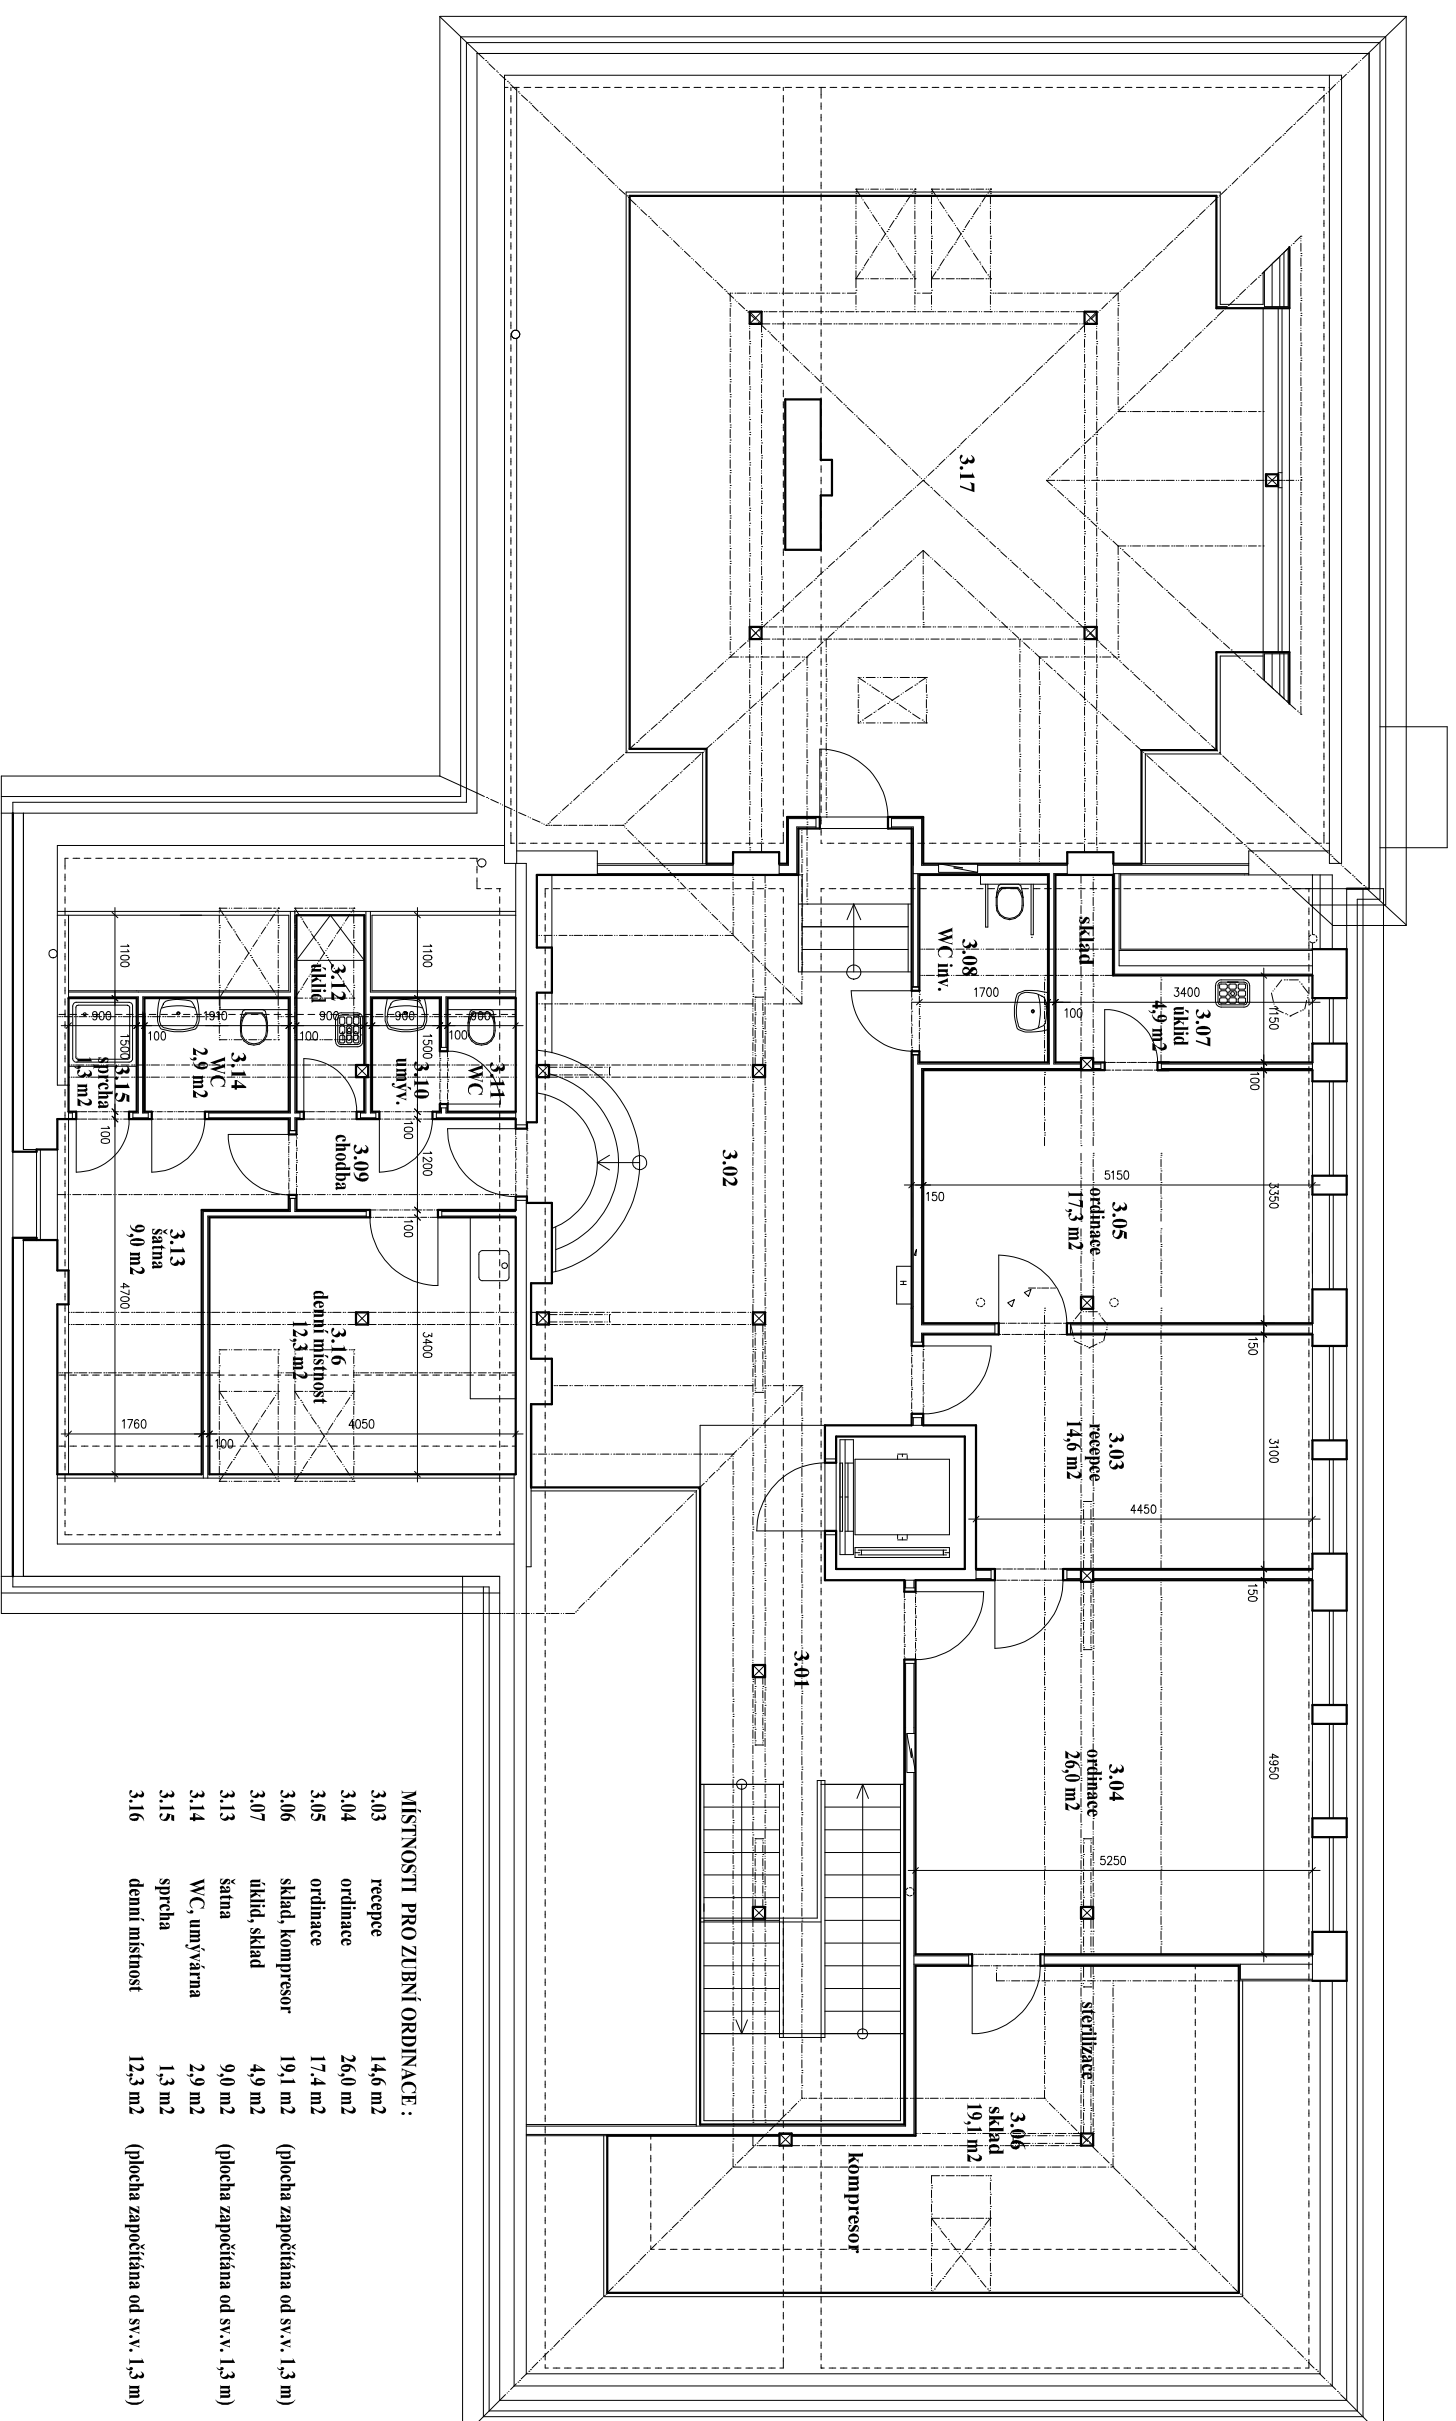 3.17
sklad
3.07
úklid
4,9 m2
3.08
WC inv.
1700
3400
1150
100
100
3.05
ordinace
17,3 m2
5150
3350
150
150
H
3.03
recepce
14,6 m2
3100
4450
150
3.04
ordinace
26,0 m2
4950
5250
sterilizace
3.06
sklad
19,1 m2
kompresor
3.02
3.01
3.11
WC
3.10
umýv.
3.12
úklid
3.14
WC
2,9 m2
3.15
sprcha
1,3 m2
1100
1100
900
1910
900
900
900
100
100
100
1500
1500
100
100
1200
100
3.09
chodba
3.13
šatna
9,0 m2
4700
3.16
denní místnost
12,3 m2
3400
1760
4050
100
MÍSTNOSTI PRO ZUBNÍ ORDINACE :
3.03 recepce 14,6 m2
3.04 ordinace 26,0 m2
3.05 ordinace 17.4 m2
3.06 sklad, kompresor 19,1 m2 (plocha započítána od sv.v. 1,3 m)
3.07 úklid, sklad 4,9 m2
3.13 šatna 9,0 m2 (plocha započítána od sv.v. 1,3 m)
3.14 WC, umývárna 2,9 m2
3.15 sprcha 1,3 m2
3.16 denní místnost 12,3 m2 (plocha započítána od sv.v. 1,3 m)